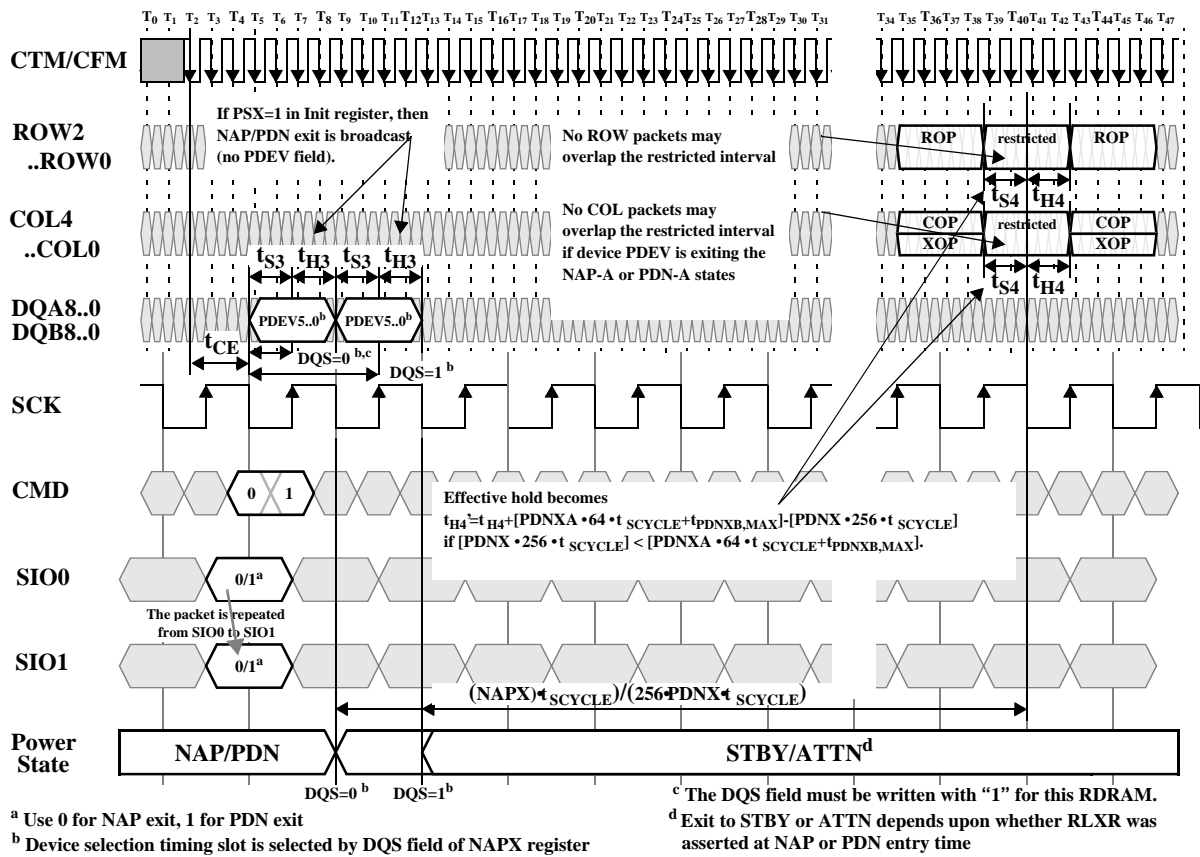 T0 T1 T2 T3 T4 T5 T6 T7 T8 T9 T10 T11 T12 T13 T14 T15 T16 T17 T18 T19 T20 T21 T22 T23 T24 T25 T26 T27 T28 T29 T30 T31 T34 T35 T36 T37 T38 T39 T40 T41 T42 T43 T44 T45 T46 T47
CTM/CFM
If PSX=1 in Init register, then
NAP/PDN exit is broadcast
(no PDEV field).
ROW2
..ROW0
No ROW packets may
overlap the restricted interval
ROP restricted ROP
tS4 tH4
COL4
..COL0
No COL packets may
overlap the restricted interval
if device PDEV is exiting the
NAP-A or PDN-A states
COP restricted COP
XOP XOP
tS4 tH4
tS3 tH3 tS3 tH3
DQA8..0
DQB8..0
PDEV5..0b PDEV5..0b
tCE
DQS=0 b,c
DQS=1 b
SCK
CMD
0 1
Effective hold becomes
tH4'=tH4+[PDNXA•64•t SCYCLE+tPDNXB,MAX]-[PDNX•256•t SCYCLE]
if [PDNX•256•t SCYCLE] < [PDNXA•64•t SCYCLE+tPDNXB,MAX].
SIO0
0/1a
The packet is repeated
from SIO0 to SIO1
SIO1
0/1a
(NAPX)•tSCYCLE)/(256•PDNX•tSCYCLE)
Power
State
NAP/PDN
STBY/ATTNd
DQS=0 b DQS=1b
a Use 0 for NAP exit, 1 for PDN exit
b Device selection timing slot is selected by DQS field of NAPX register
c The DQS field must be written with “1” for this RDRAM.
d Exit to STBY or ATTN depends upon whether RLXR was
asserted at NAP or PDN entry time